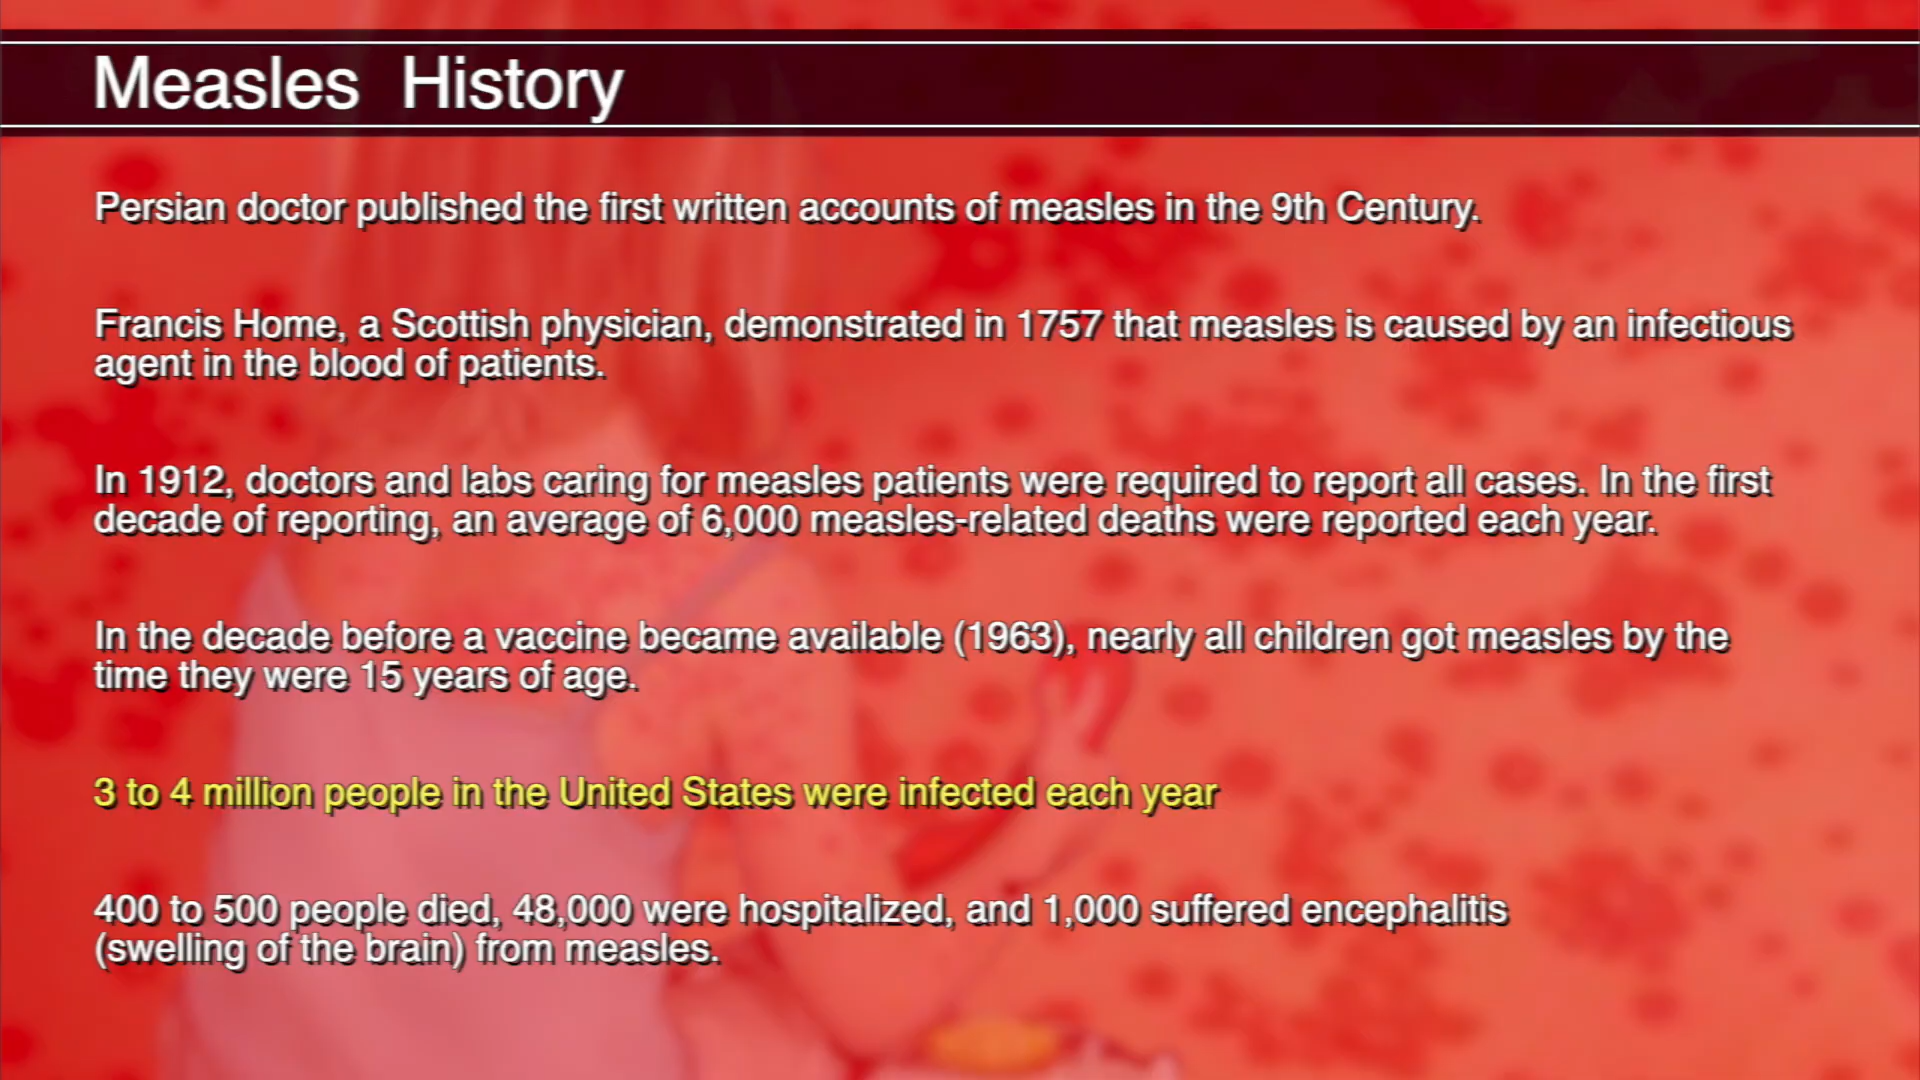 Measles History
Persian doctor published the first written accounts of measles in the 9th Century.
Francis Home, a Scottish physician, demonstrated in 1757 that measles is caused by an infectious
agent in the blood of patients.
In 1912, doctors and labs caring for measles patients were required to report all cases. In the first
decade of reporting, an average of 6,000 measles-related deaths were reported each year.
In the decade before a vaccine became available (1963), nearly all children got measles by the
time they were 15 years of age.
3 to 4 million people in the United States were infected each year
400 to 500 people died, 48,000 were hospitalized, and 1,000 suffered encephalitis
(swelling of the brain) from measles.